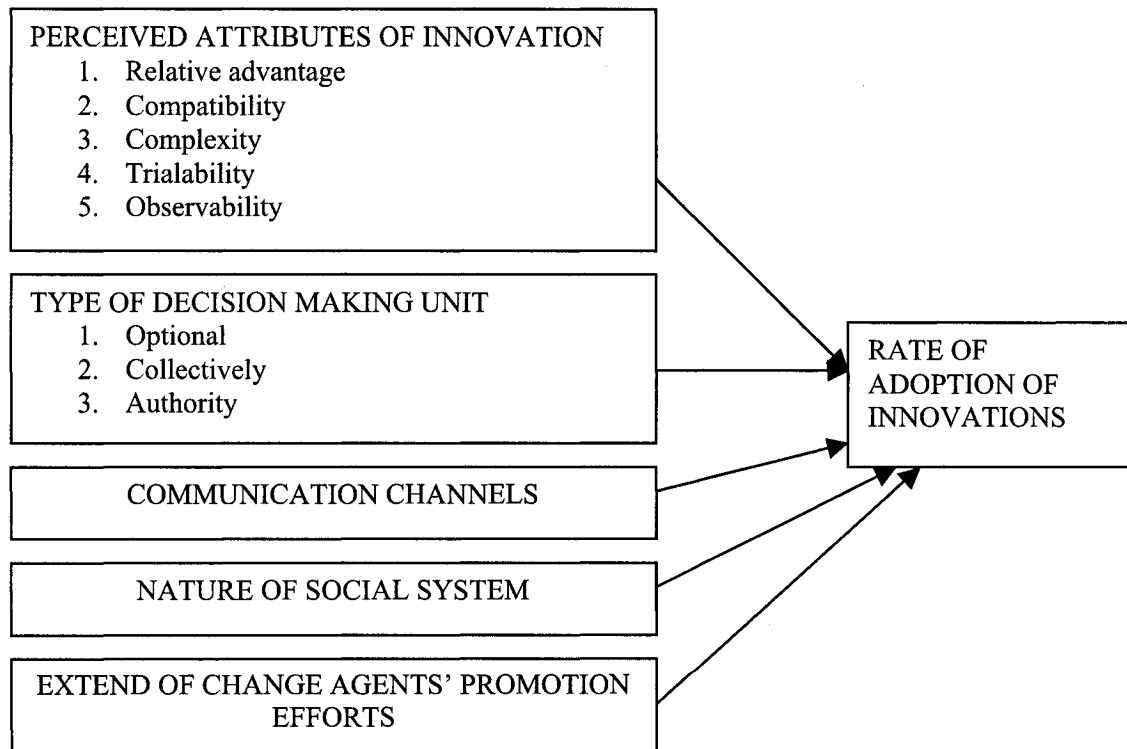 PERCEIVED ATTRIBUTES OF INNOVATION
1. Relative advantage
2. Compatibility
3. Complexity
4. Trialability
5. Observability
TYPE OF DECISION MAKING UNIT
1. Optional
2. Collectively
3. Authority
COMMUNICATION CHANNELS
NATURE OF SOCIAL SYSTEM
EXTEND OF CHANGE AGENTS’ PROMOTION
EFFORTS
RATE OF
ADOPTION OF
INNOVATIONS